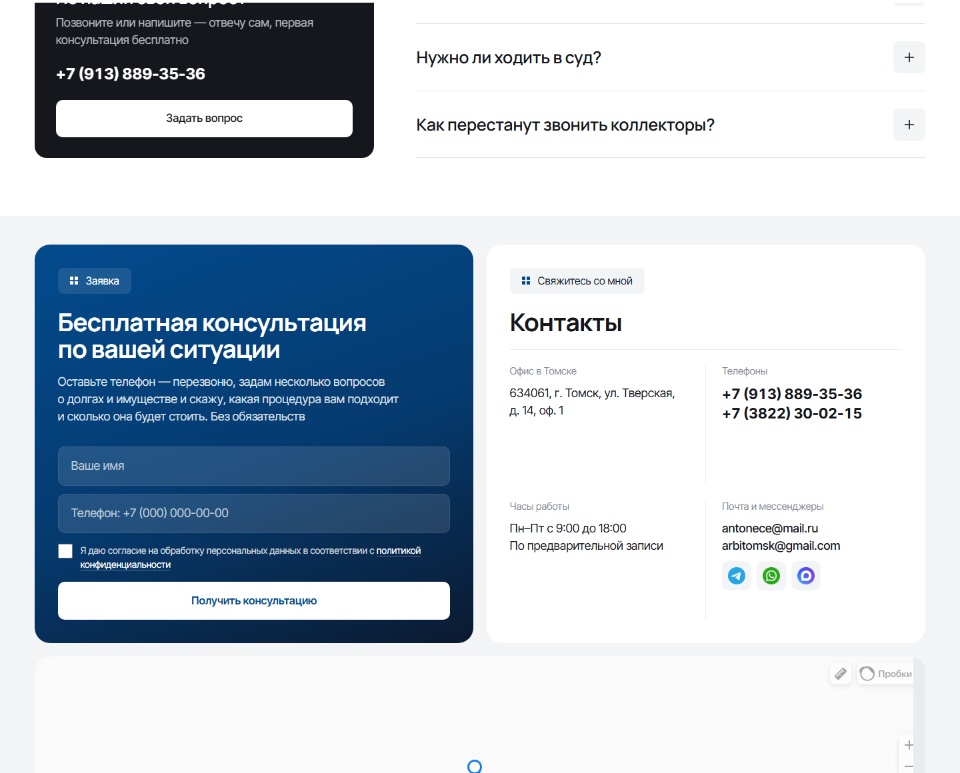 Позвоните или напишите — отвечу сам, первая
консультация бесплатно
+7 (913) 889-35-36
Задать вопрос
Нужно ли ходить в суд?
Как перестанут звонить коллекторы?
Заявка
Бесплатная консультация
по вашей ситуации
Оставьте телефон — перезвоню, задам несколько вопросов
о долгах и имуществе и скажу, какая процедура вам подходит
и сколько она будет стоить. Без обязательств
Ваше имя
Телефон: +7 (000) 000-00-00
Я даю согласие на обработку персональных данных в соответствии с политикой
конфиденциальности
Получить консультацию
Свяжитесь со мной
Контакты
Офис в Томске
634061, г. Томск, ул. Тверская,
д. 14, оф. 1
Телефоны
+7 (913) 889-35-36
+7 (3822) 30-02-15
Часы работы
Пн–Пт с 9:00 до 18:00
По предварительной записи
Почта и мессенджеры
antonece@mail.ru
arbitomsk@gmail.com
Пробки